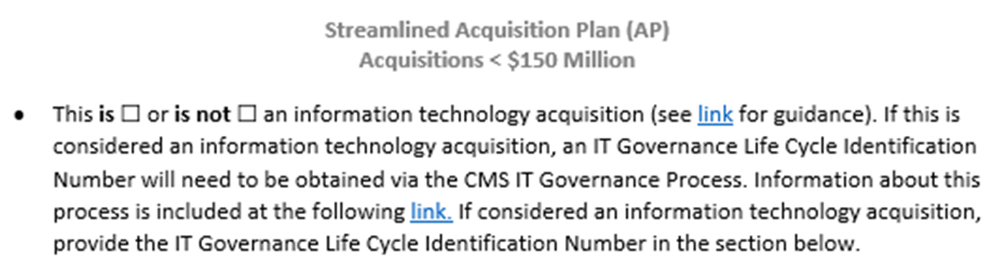 Streamlined Acquisition Plan (AP)
Acquisitions < $150 Million
• This is ☐ or is not ☐ an information technology acquisition (see link for guidance). If this is
considered an information technology acquisition, an IT Governance Life Cycle Identification
Number will need to be obtained via the CMS IT Governance Process. Information about this
process is included at the following link. If considered an information technology acquisition,
provide the IT Governance Life Cycle Identification Number in the section below.